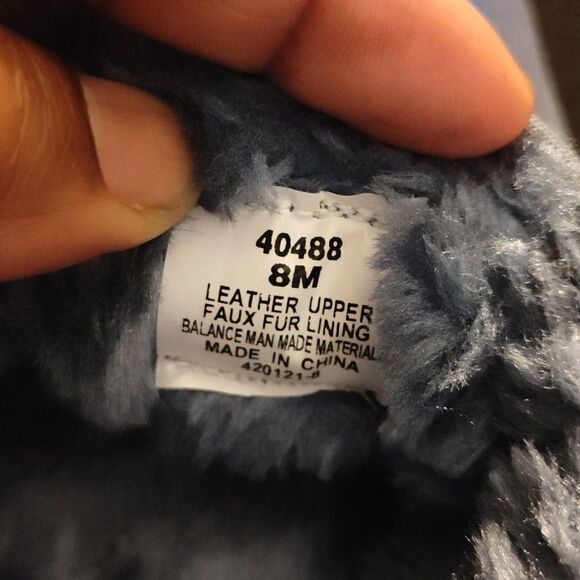 40488
8M
LEATHER UPPER
FAUX FUR LINING
BALANCE MAN MADE MATERIAL
MADE IN CHINA
420121-8